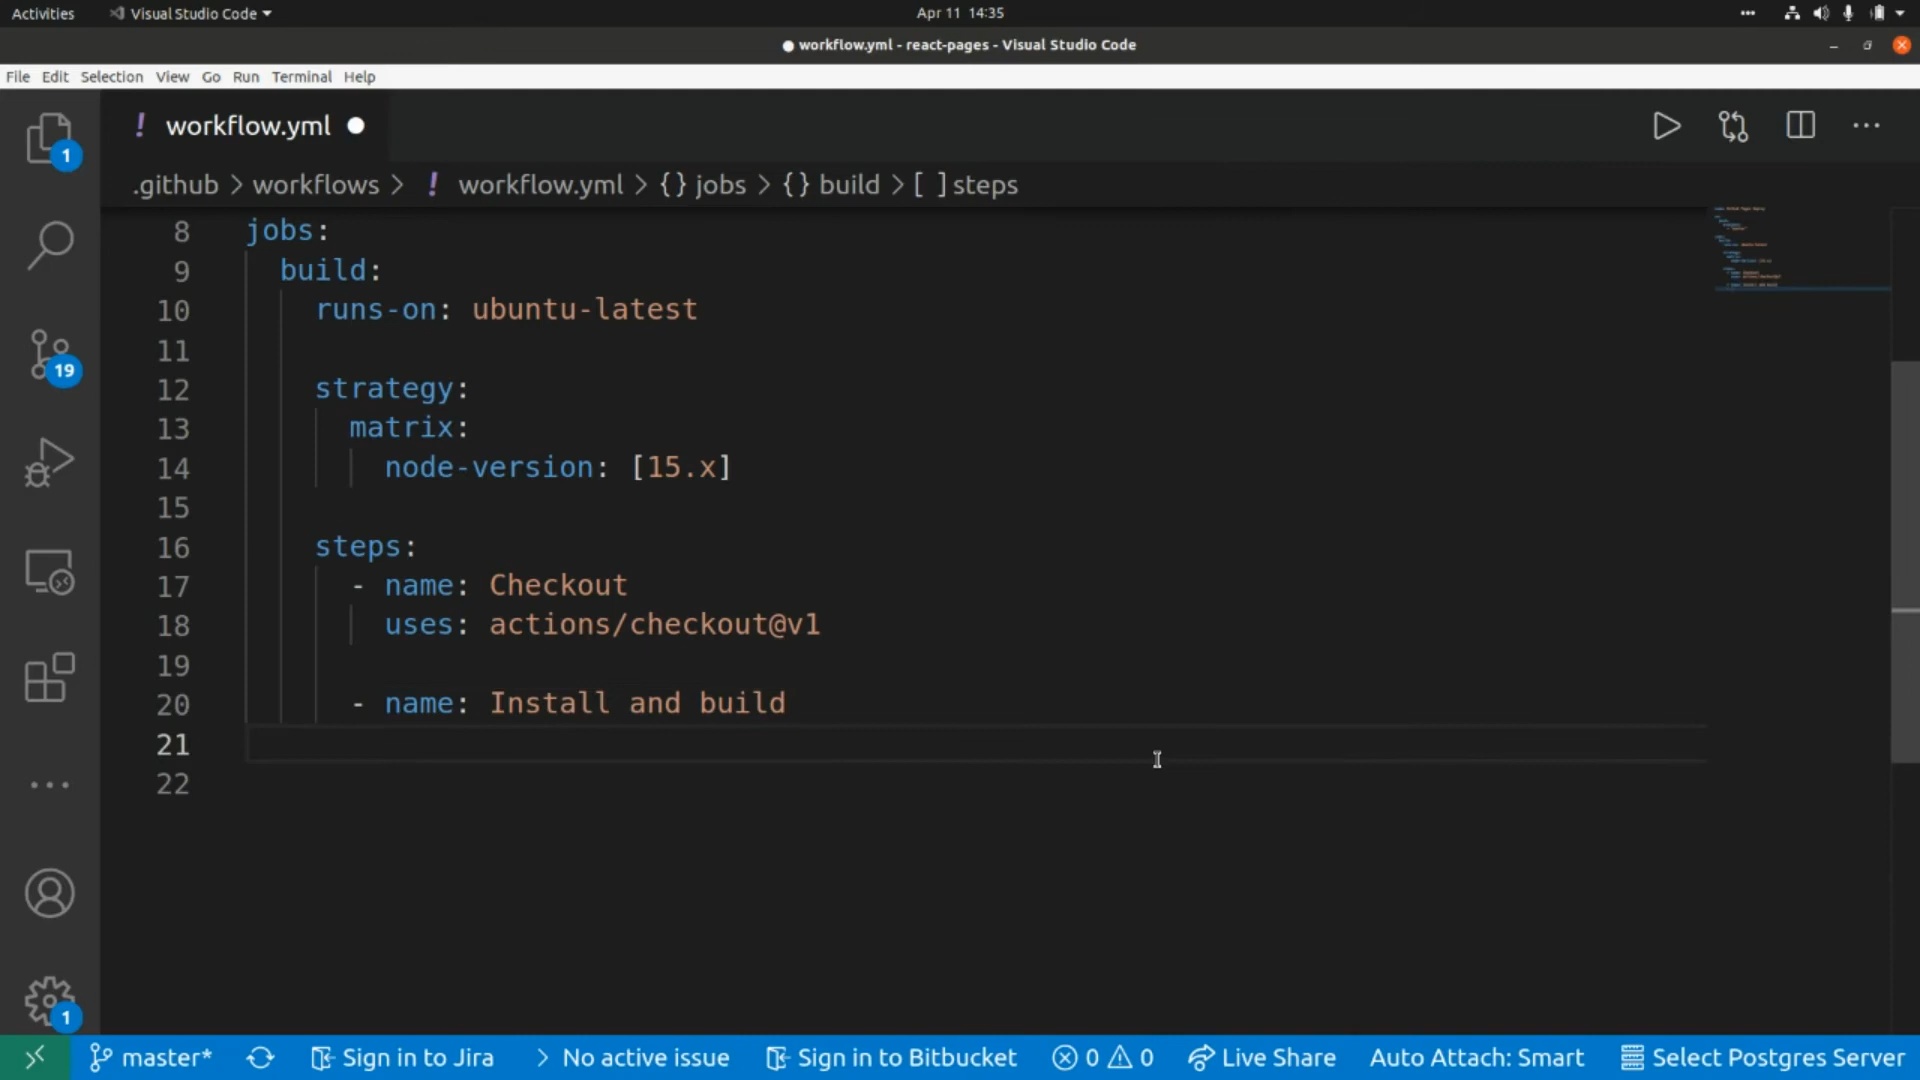 Activities Visual Studio Code Apr 11 14:35
workflow.yml - react-pages - Visual Studio Code
File Edit Selection View Go Run Terminal Help
! workflow.yml
.github > workflows > ! workflow.yml > {} jobs > {} build > [ ] steps
8 jobs:
9 build:
10 runs-on: ubuntu-latest
11
12 strategy:
13 matrix:
14 node-version: [15.x]
15
16 steps:
17 - name: Checkout
18 uses: actions/checkout@v1
19
20 - name: Install and build
21
22
1
19
1
master* Sign in to Jira > No active issue Sign in to Bitbucket 0 0 Live Share Auto Attach: Smart Select Postgres Server